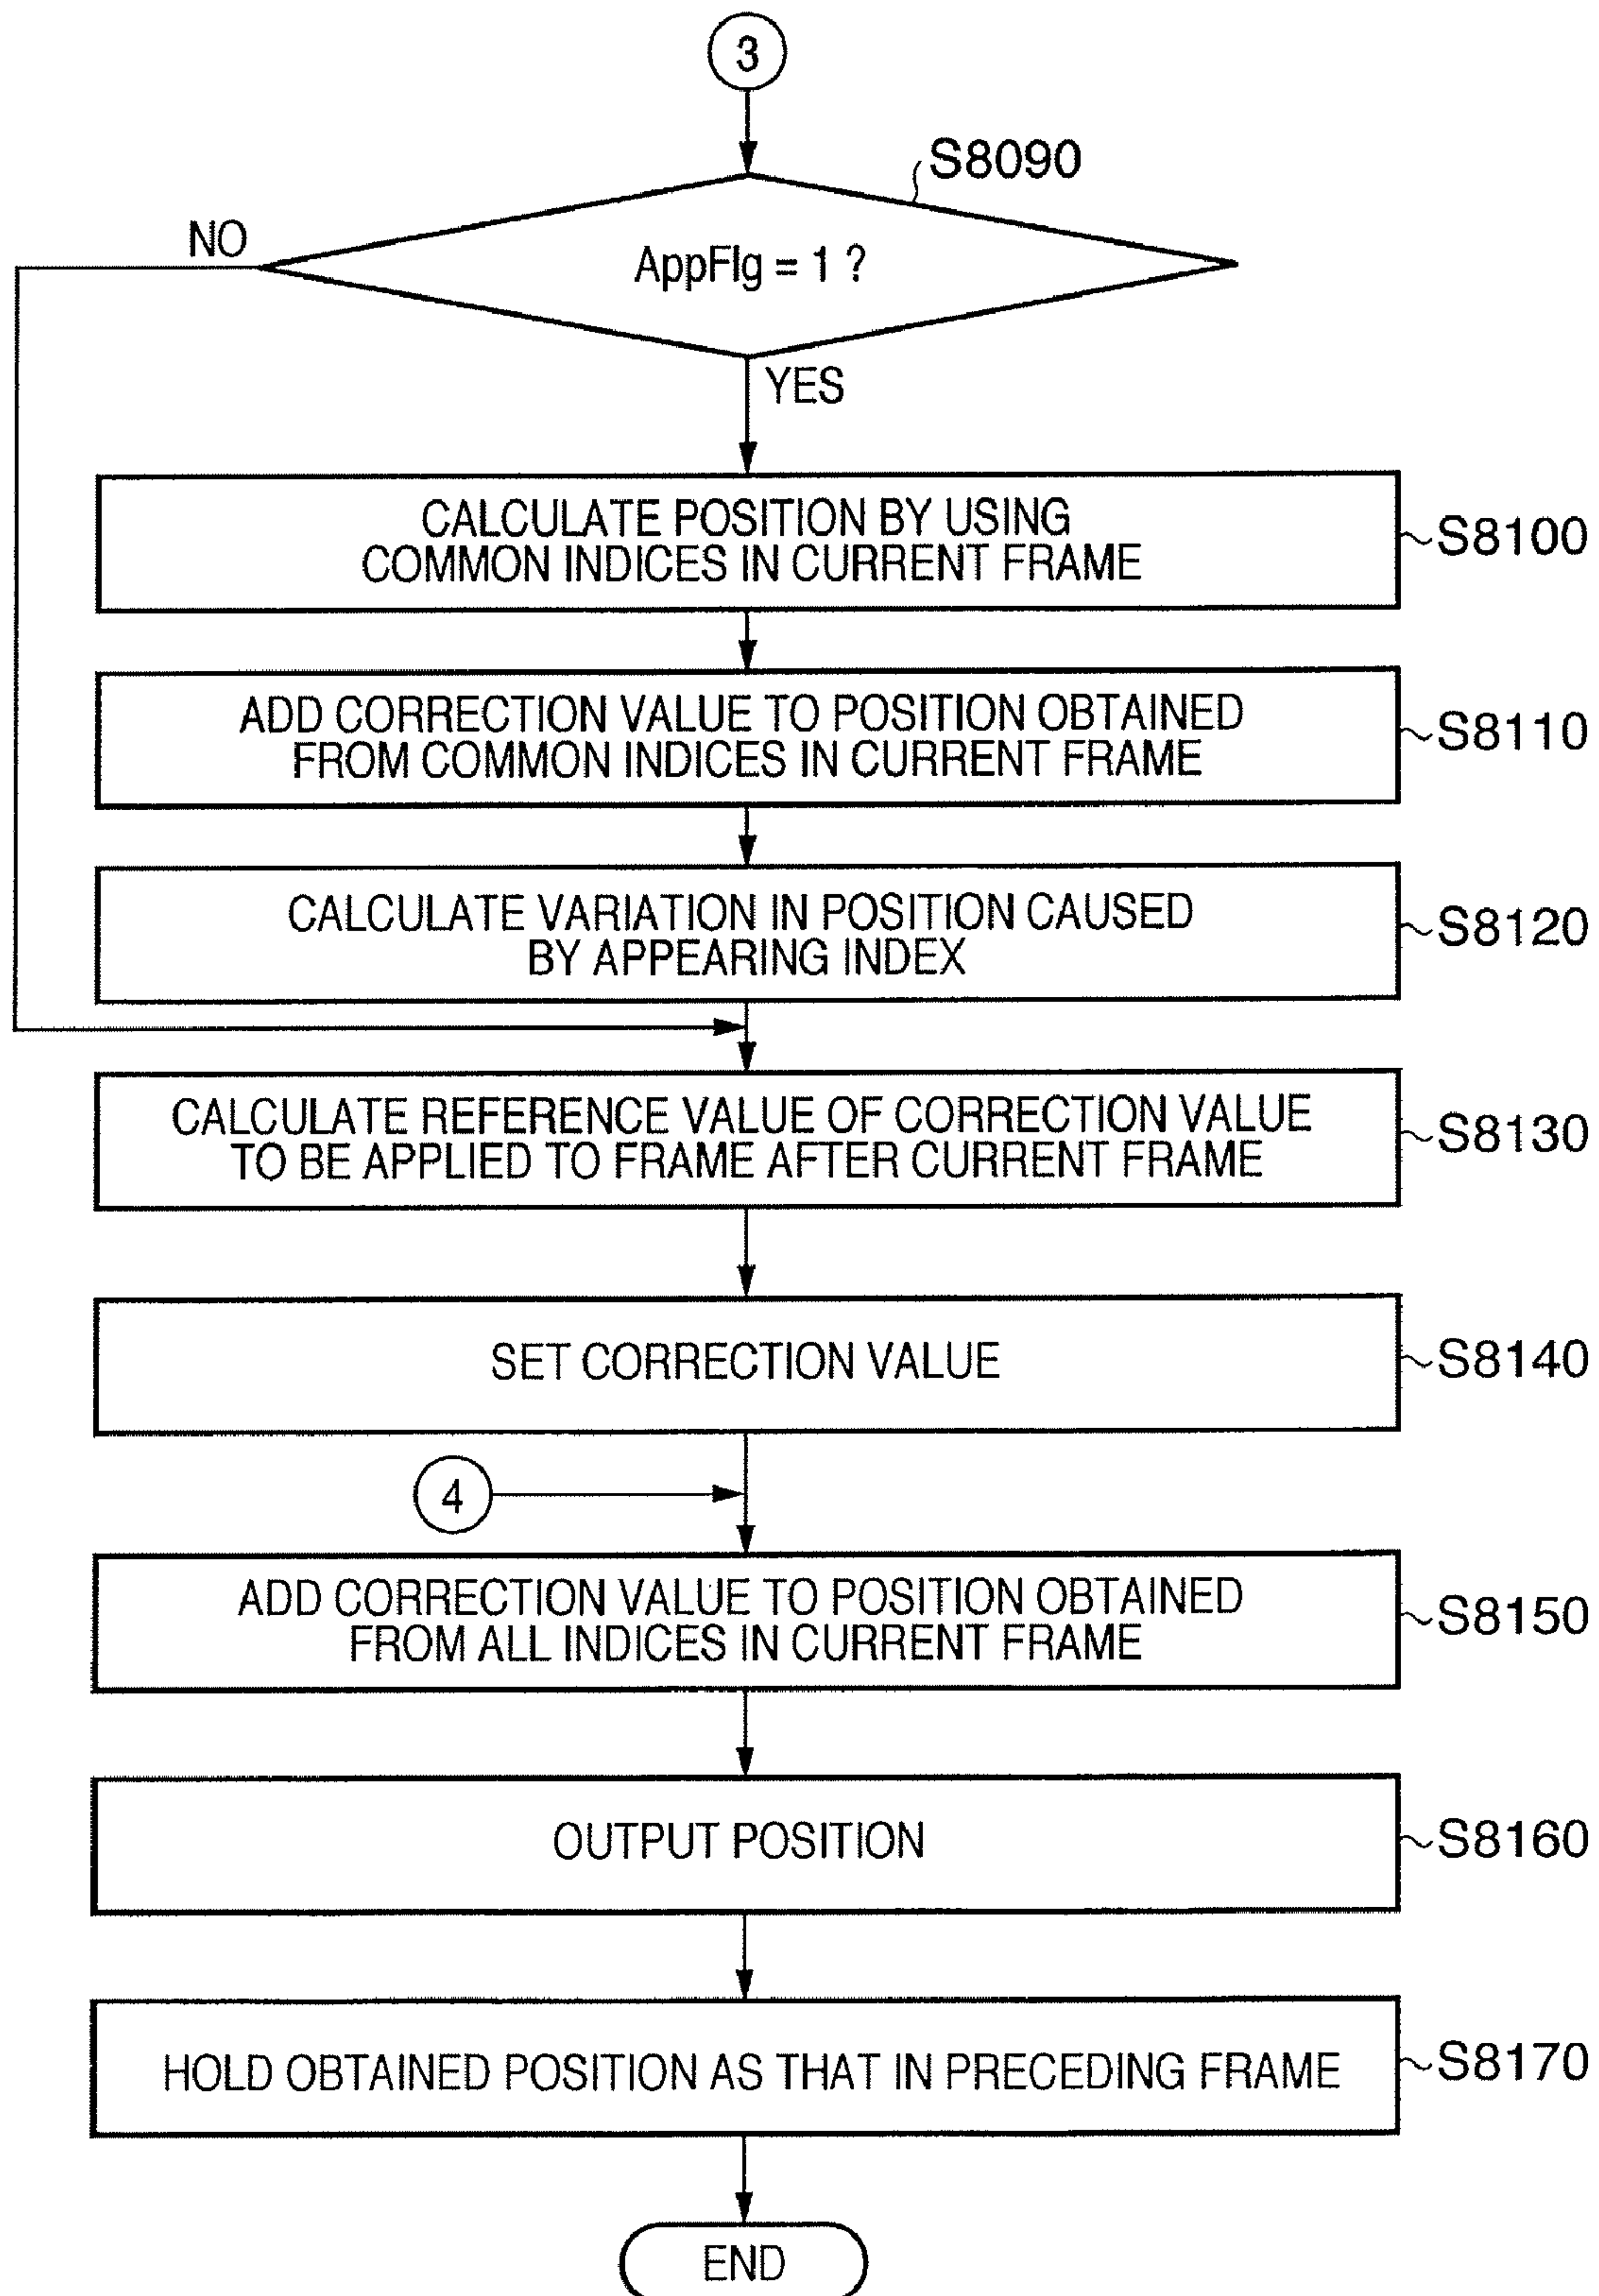 3
S8090
NO
AppFlg = 1 ?
YES
CALCULATE POSITION BY USING
COMMON INDICES IN CURRENT FRAME
S8100
ADD CORRECTION VALUE TO POSITION OBTAINED
FROM COMMON INDICES IN CURRENT FRAME
S8110
CALCULATE VARIATION IN POSITION CAUSED
BY APPEARING INDEX
S8120
CALCULATE REFERENCE VALUE OF CORRECTION VALUE
TO BE APPLIED TO FRAME AFTER CURRENT FRAME
S8130
SET CORRECTION VALUE
S8140
4
ADD CORRECTION VALUE TO POSITION OBTAINED
FROM ALL INDICES IN CURRENT FRAME
S8150
OUTPUT POSITION
S8160
HOLD OBTAINED POSITION AS THAT IN PRECEDING FRAME
S8170
END